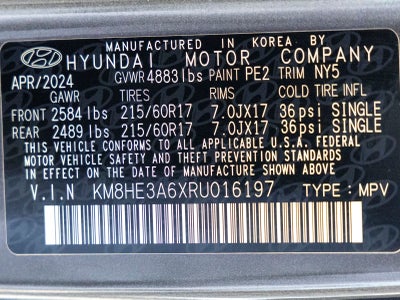 MANUFACTURED IN KOREA. BY
HYUNDAI MOTOR COMPANY
APR/2024 GVWR 4883 lbs PAINT PE2 TRIM NY5
GAWR TIRES RIMS COLD TIRE INFL
FRONT 2584 lbs 215/60R17 7.0JX17 36psi SINGLE
REAR 2489 lbs 215/60R17 7.0JX17 36psi SINGLE
THIS VEHICLE CONFORMS TO ALL APPLICABLE U.S.A. FEDERAL
MOTOR VEHICLE SAFETY AND THEFT PREVENTION STANDARDS
IN EFFECT ON THE DATE OF MANUFACTURE SHOWN ABOVE.
V.I.N KM8HE3A6XRU016197 TYPE : MPV